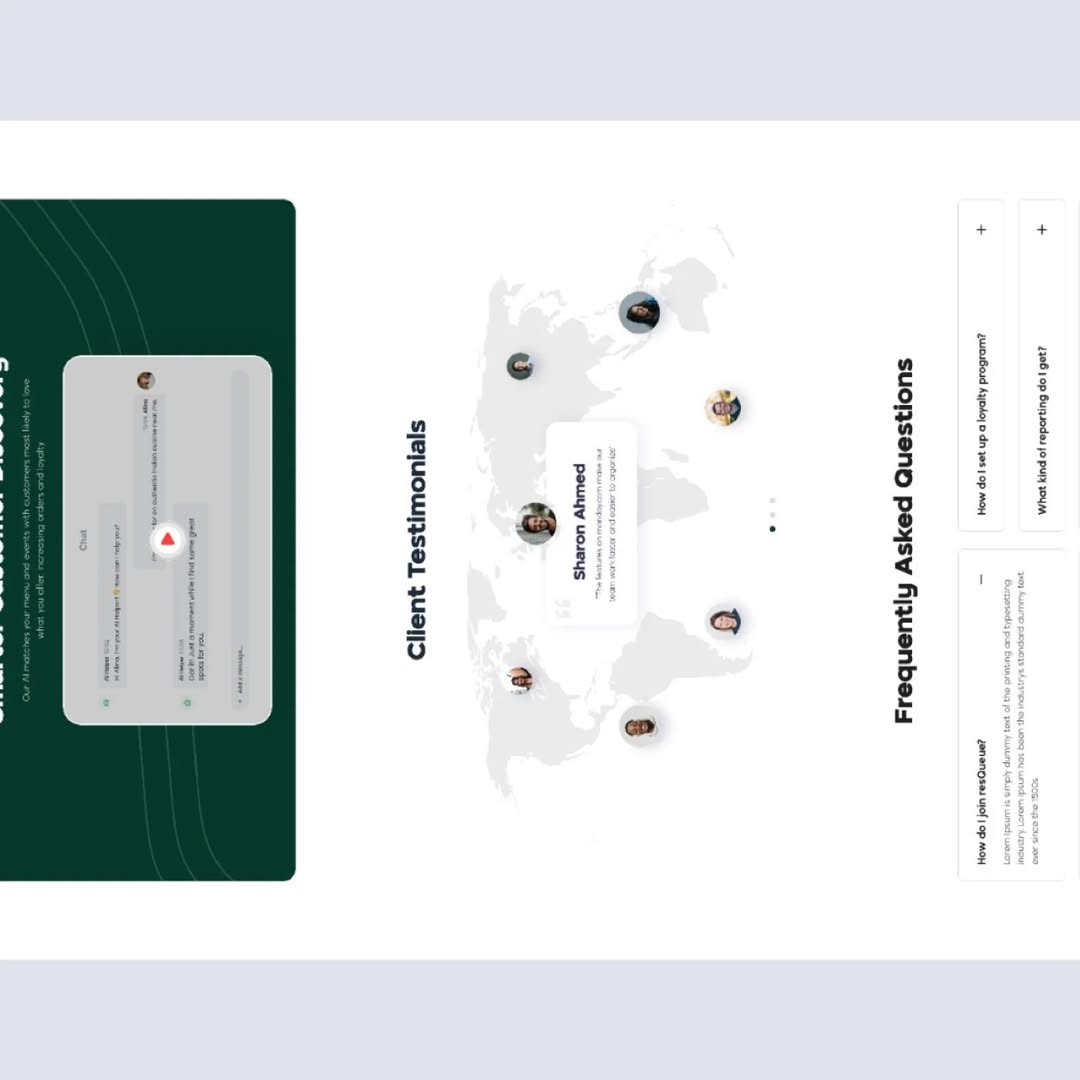 Smarter Customer Discovery
Our AI matches your menu and events with customers most likely to love
what you offer, increasing orders and loyalty.
Chat
AI Helper
Hi Alina, I'm your AI Helper! 👋 How can I help you?
Alina
for an authentic Indian cuisine near me.
AI Helper
Got it! Just a moment while I find some great
spots for you.
Add a message...
Client Testimonials
Sharon Ahmed
"The features on monday.com make our
team work faster and easier to organize"
Frequently Asked Questions
How do I join resQueue?
Lorem Ipsum is simply dummy text of the printing and typesetting
industry. Lorem Ipsum has been the industry's standard dummy text
ever since the 1500s
How do I set up a loyalty program?
What kind of reporting do I get?